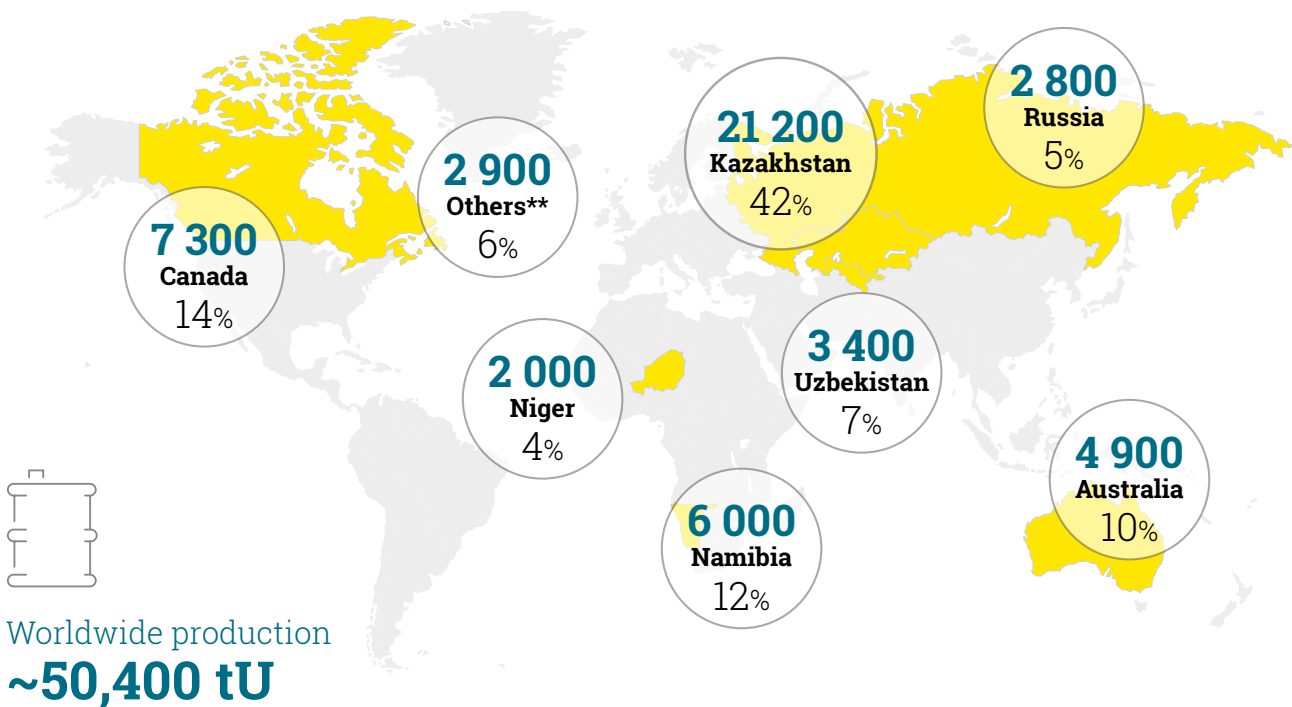 2 800
Russia
5%
21 200
Kazakhstan
42%
2 900
Others**
6%
7 300
Canada
14%
3 400
Uzbekistan
7%
2 000
Niger
4%
4 900
Australia
10%
6 000
Namibia
12%
Worldwide production
~50,400 tU